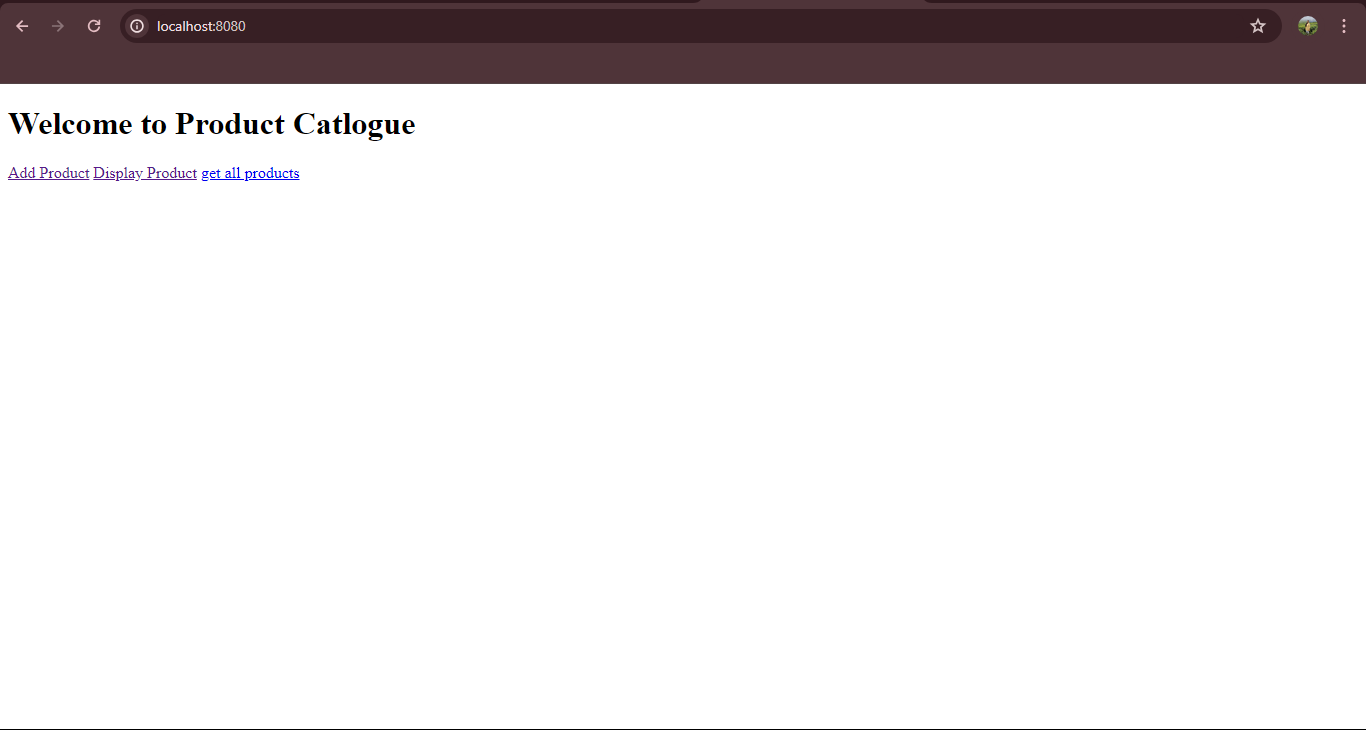 localhost:8080
Welcome to Product Catlogue
Add Product Display Product get all products